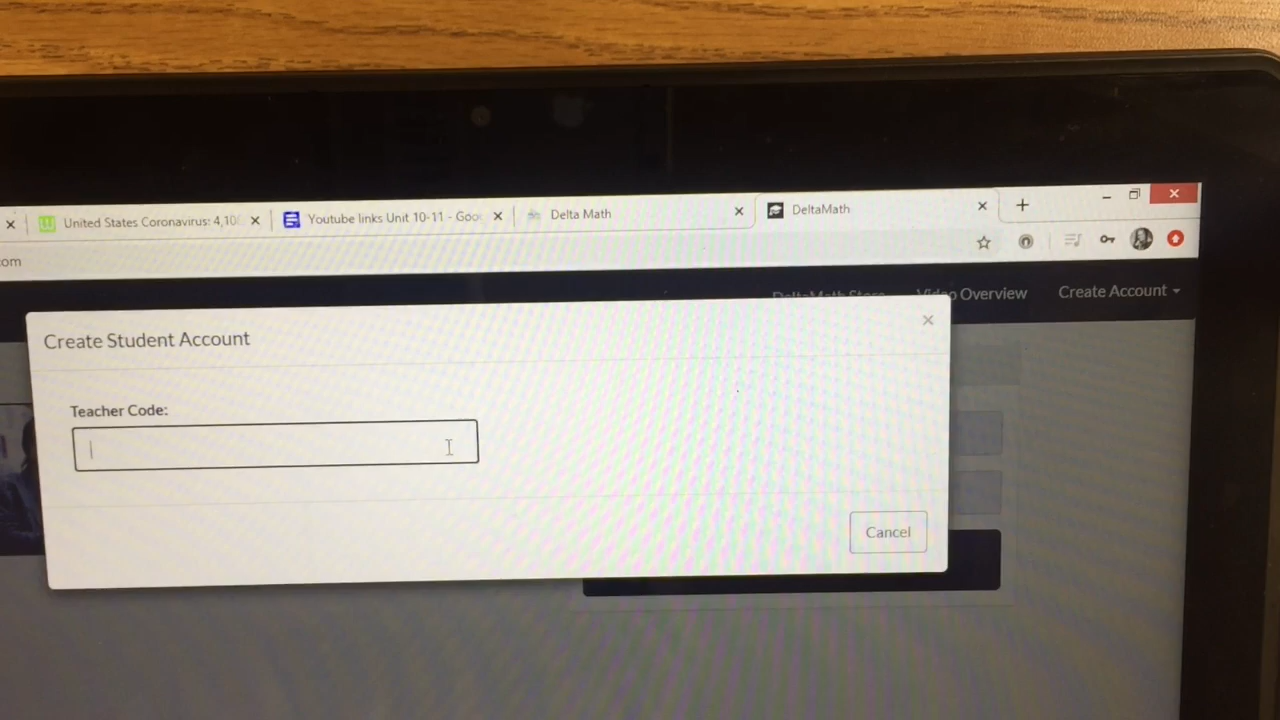 United States Coronavirus: 4,10
Youtube links Unit 10-11 - Goo
Delta Math
DeltaMath
com
DeltaMath Store
Video Overview
Create Account
Create Student Account
Teacher Code:
Cancel